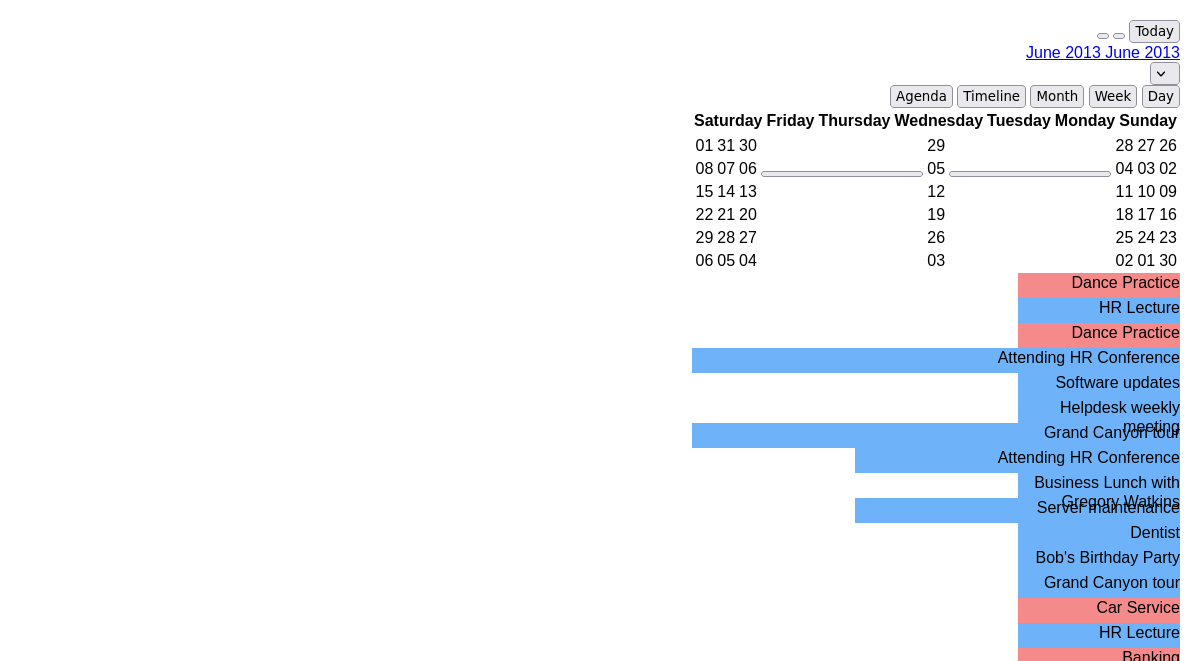 Today
June 2013 June 2013
Agenda Timeline Month Week Day
Saturday Friday Thursday Wednesday Tuesday Monday Sunday
01 31 30 29 28 27 26
08 07 06 05 04 03 02
15 14 13 12 11 10 09
22 21 20 19 18 17 16
29 28 27 26 25 24 23
06 05 04 03 02 01 30
Dance Practice
HR Lecture
Dance Practice
Attending HR Conference
Software updates
Helpdesk weekly
meeting
Grand Canyon tour
Attending HR Conference
Business Lunch with
Gregory Watkins
Server maintenance
Dentist
Bob's Birthday Party
Grand Canyon tour
Car Service
HR Lecture
Banking